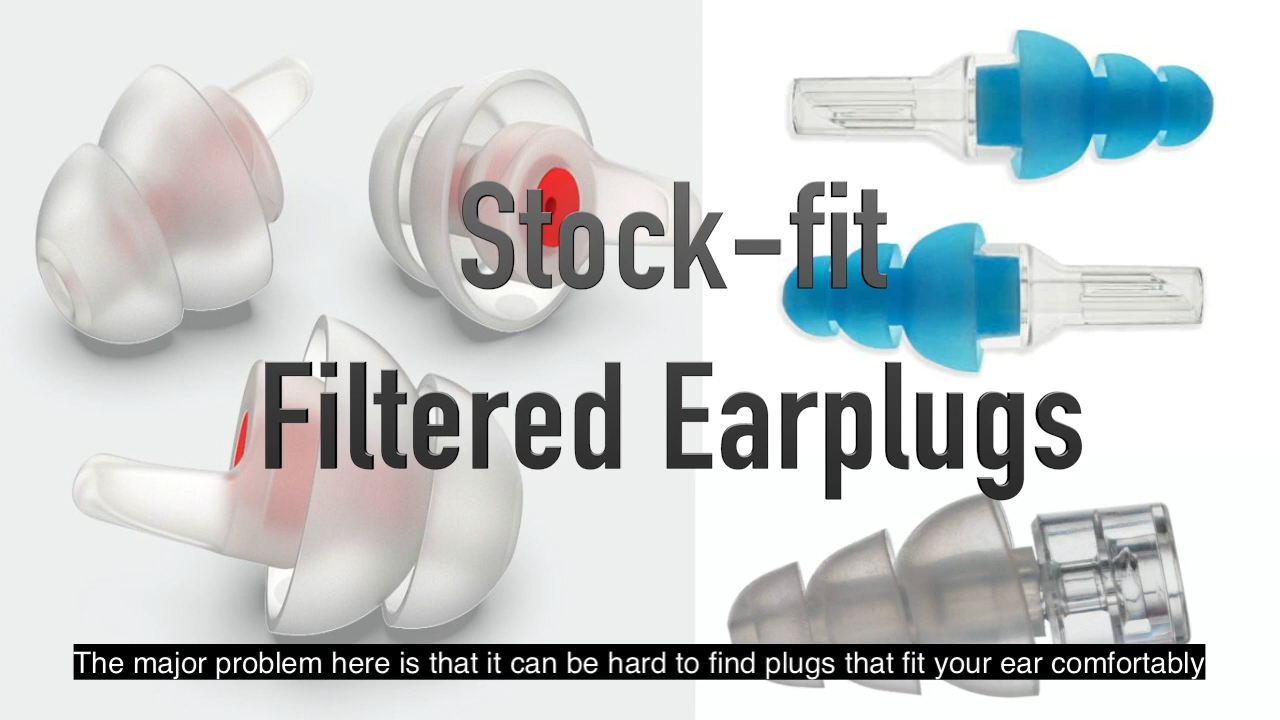 Stock-fit
Filtered Earplugs
The major problem here is that it can be hard to find plugs that fit your ear comfortably